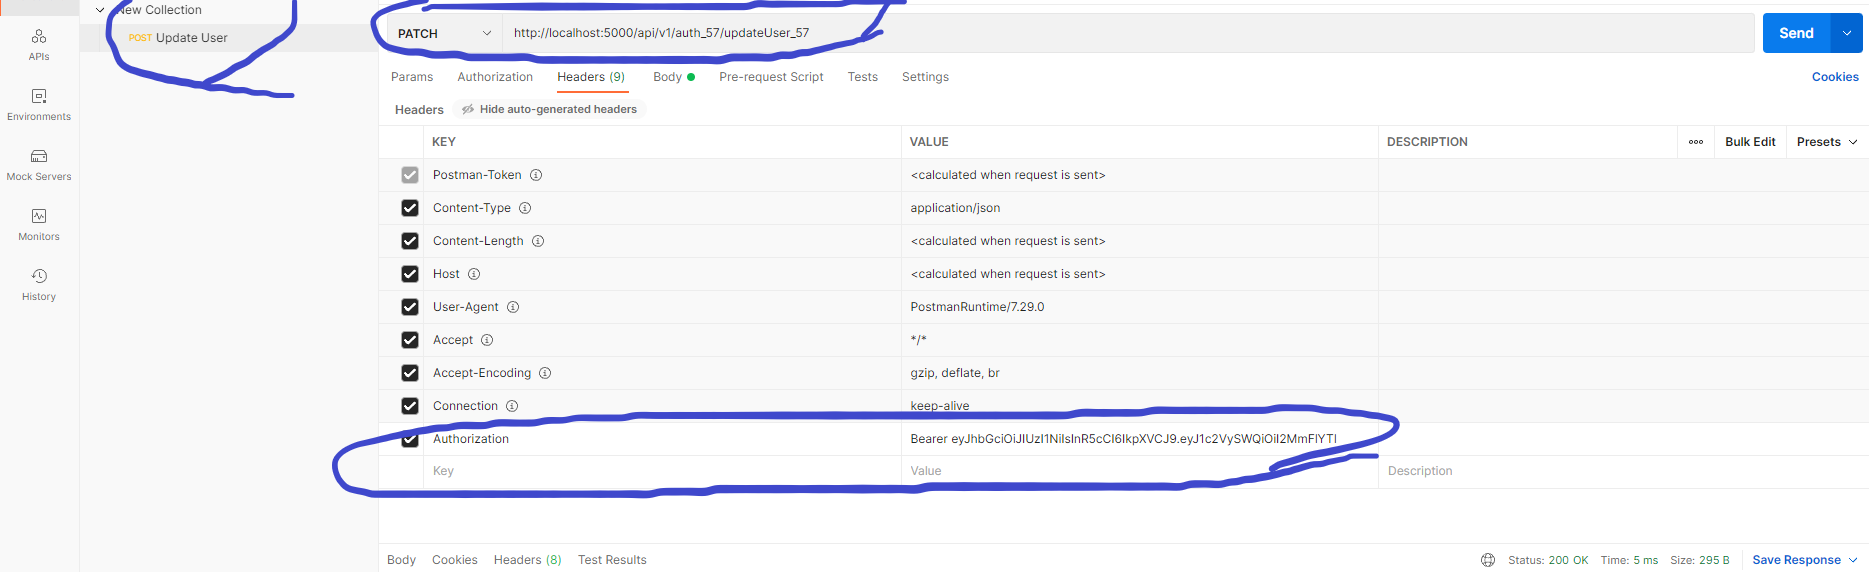 New Collection
POST Update User
APIs
Environments
Mock Servers
Monitors
History
PATCH http://localhost:5000/api/v1/auth_57/updateUser_57 Send
Params Authorization Headers (9) Body Pre-request Script Tests Settings Cookies
Headers Hide auto-generated headers
KEY VALUE DESCRIPTION Bulk Edit Presets
Postman-Token <calculated when request is sent>
Content-Type application/json
Content-Length <calculated when request is sent>
Host <calculated when request is sent>
User-Agent PostmanRuntime/7.29.0
Accept */*
Accept-Encoding gzip, deflate, br
Connection keep-alive
Authorization Bearer eyJhbGciOiJIUzI1NiIsInR5cCI6IkpXVCJ9.eyJ1c2VySWQiOiI2MmFlYTI
Key Value Description
Body Cookies Headers (8) Test Results Status: 200 OK Time: 5 ms Size: 295 B Save Response